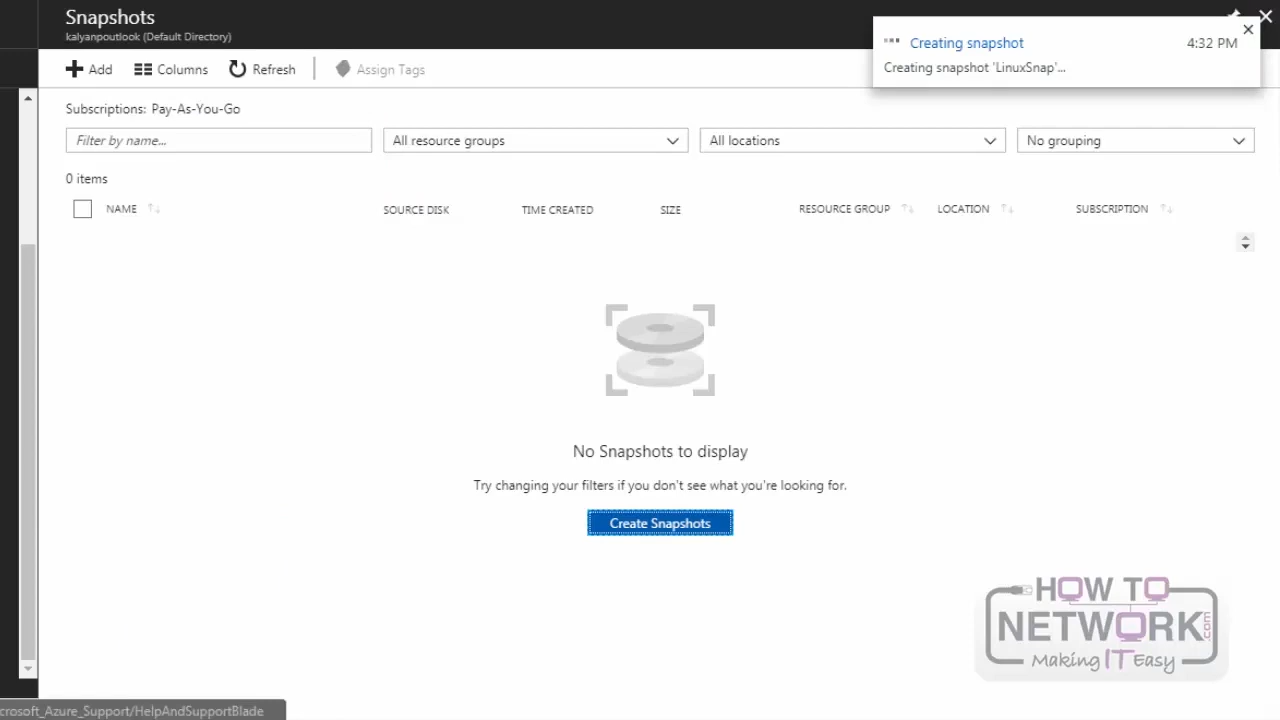 Snapshots
kalyanpoutlook (Default Directory)
Creating snapshot 4:32 PM
Creating snapshot 'LinuxSnap'...
Add Columns Refresh Assign Tags
Subscriptions: Pay-As-You-Go
Filter by name... All resource groups All locations No grouping
0 items
NAME SOURCE DISK TIME CREATED SIZE RESOURCE GROUP LOCATION SUBSCRIPTION
No Snapshots to display
Try changing your filters if you don't see what you're looking for.
Create Snapshots
HOW TO
NETWORK.com
Making IT Easy
crosoft_Azure_Support/HelpAndSupportBlade